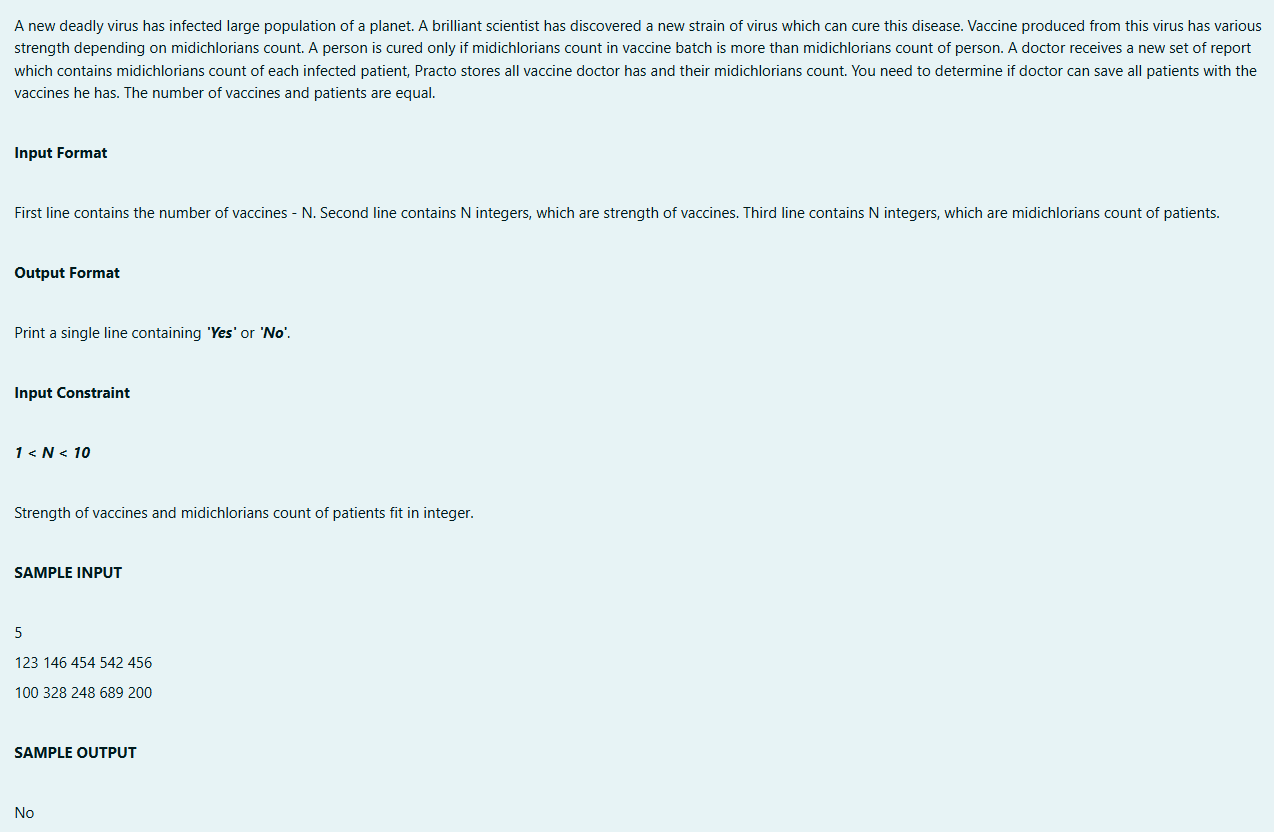 A new deadly virus has infected large population of a planet. A brilliant scientist has discovered a new strain of virus which can cure this disease. Vaccine produced from this virus has various
strength depending on midichlorians count. A person is cured only if midichlorians count in vaccine batch is more than midichlorians count of person. A doctor receives a new set of report
which contains midichlorians count of each infected patient, Practo stores all vaccine doctor has and their midichlorians count. You need to determine if doctor can save all patients with the
vaccines he has. The number of vaccines and patients are equal.
Input Format
First line contains the number of vaccines - N. Second line contains N integers, which are strength of vaccines. Third line contains N integers, which are midichlorians count of patients.
Output Format
Print a single line containing 'Yes' or 'No'.
Input Constraint
1 < N < 10
Strength of vaccines and midichlorians count of patients fit in integer.
SAMPLE INPUT
5
123 146 454 542 456
100 328 248 689 200
SAMPLE OUTPUT
No